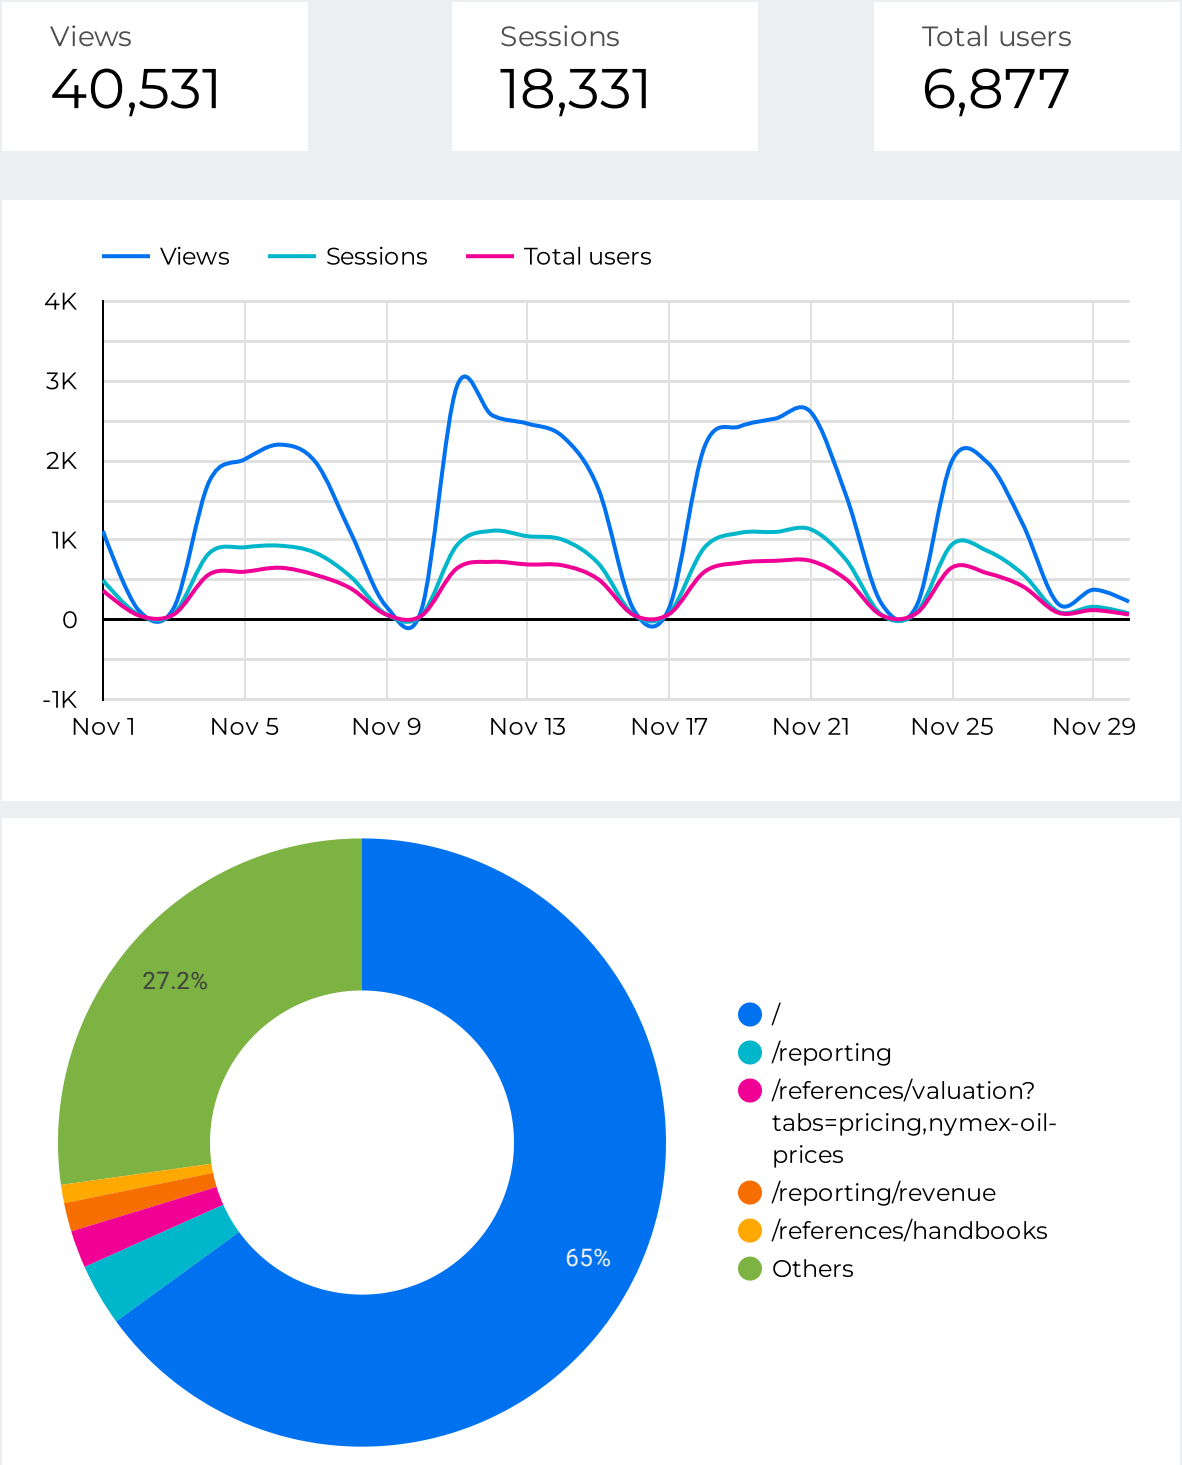 Views
40,531
Sessions
18,331
Total users
6,877
Views
Sessions
Total users
4K
3K
2K
1K
0
-1K
Nov 1
Nov 5
Nov 9
Nov 13
Nov 17
Nov 21
Nov 25
Nov 29
27.2%
65%
/
/reporting
/references/valuation?
tabs=pricing,nymex-oil-
prices
/reporting/revenue
/references/handbooks
Others